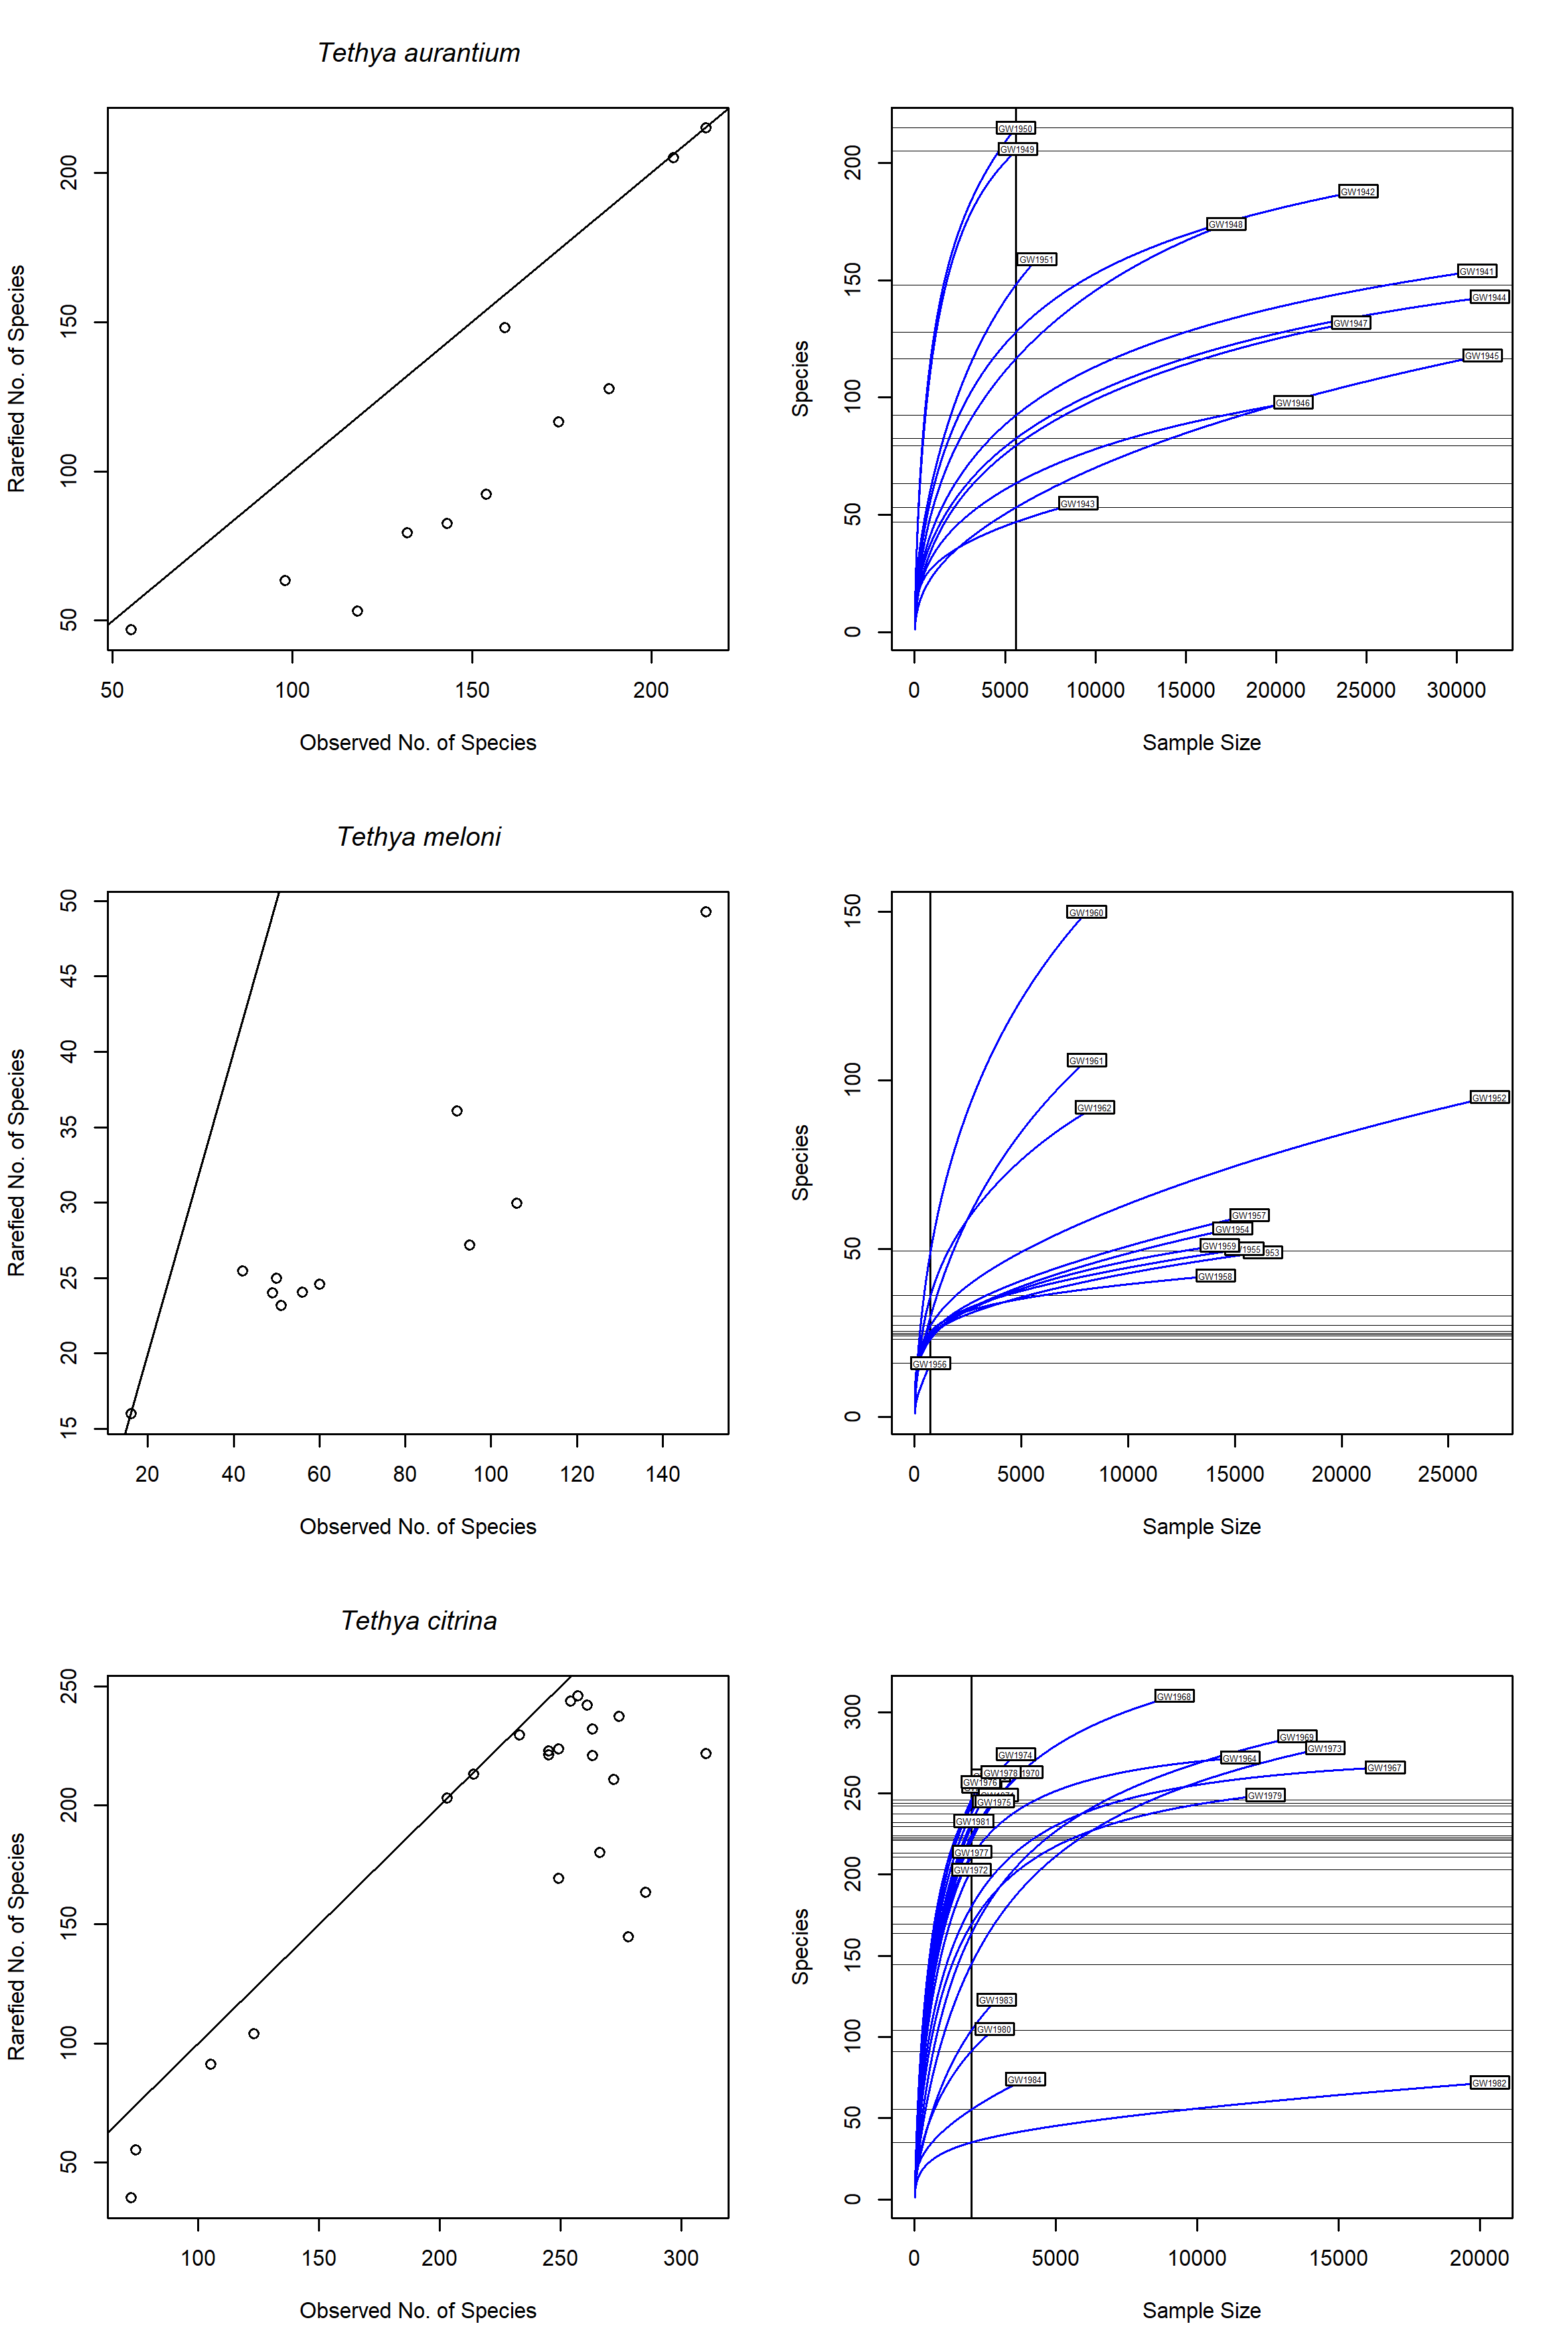 Tethya aurantium
Rarefied No. of Species
200
150
100
50
50 100 150 200
Observed No. of Species
Species
200
150
100
50
0
GW1950
GW1949
GW1942
GW1948
GW1951
GW1941
GW1944
GW1947
GW1945
GW1946
GW1943
0 5000 10000 15000 20000 25000 30000
Sample Size
Tethya meloni
Rarefied No. of Species
50
45
40
35
30
25
20
15
20 40 60 80 100 120 140
Observed No. of Species
Species
150
100
50
0
GW1960
GW1961
GW1962
GW1952
GW1957
GW1954
GW1959
1955
953
GW1958
GW1956
0 5000 10000 15000 20000 25000
Sample Size
Tethya citrina
Rarefied No. of Species
250
200
150
100
50
100 150 200 250 300
Observed No. of Species
Species
300
250
200
150
100
50
0
GW1968
GW1969
GW1973
GW1974
GW1964
GW1967
GW1978
1970
GW1976
GW1975
GW1979
GW1981
GW1977
GW1972
GW1983
GW1980
GW1984
GW1982
0 5000 10000 15000 20000
Sample Size